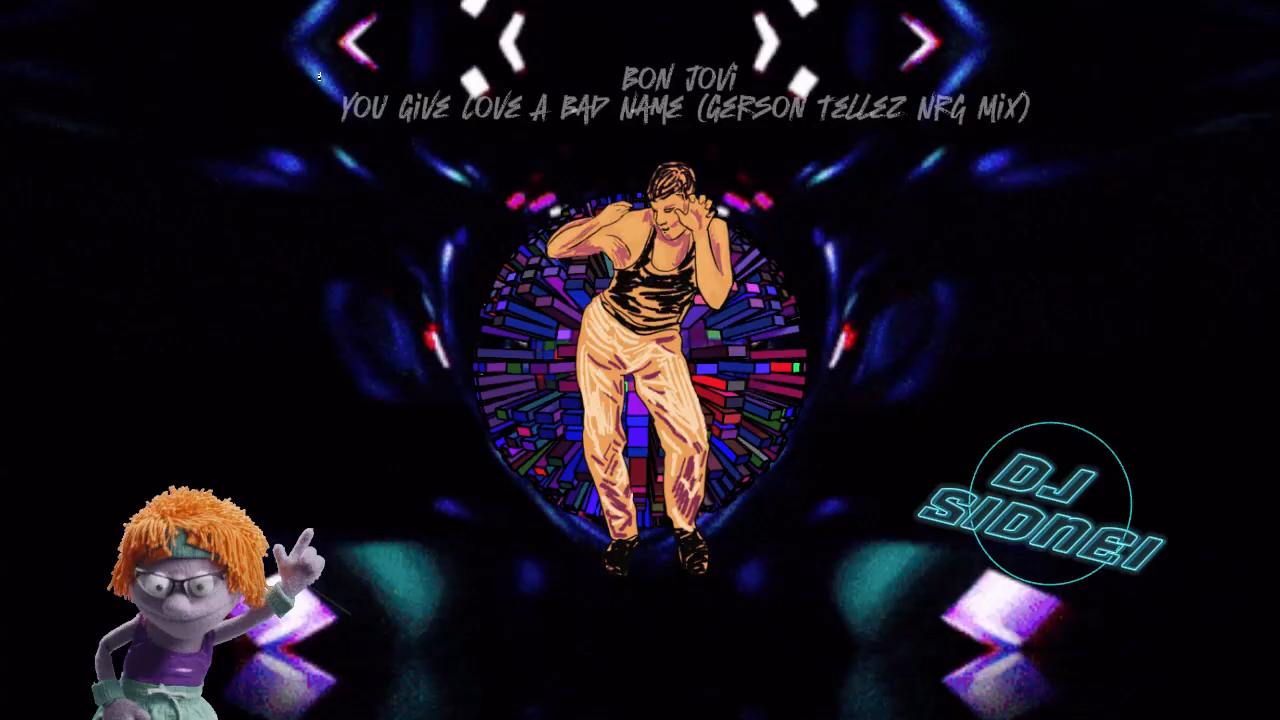 BON JOVI
YOU GIVE LOVE A BAD NAME (GERSON TELLEZ NRG MIX)
DJ
SIDNEI